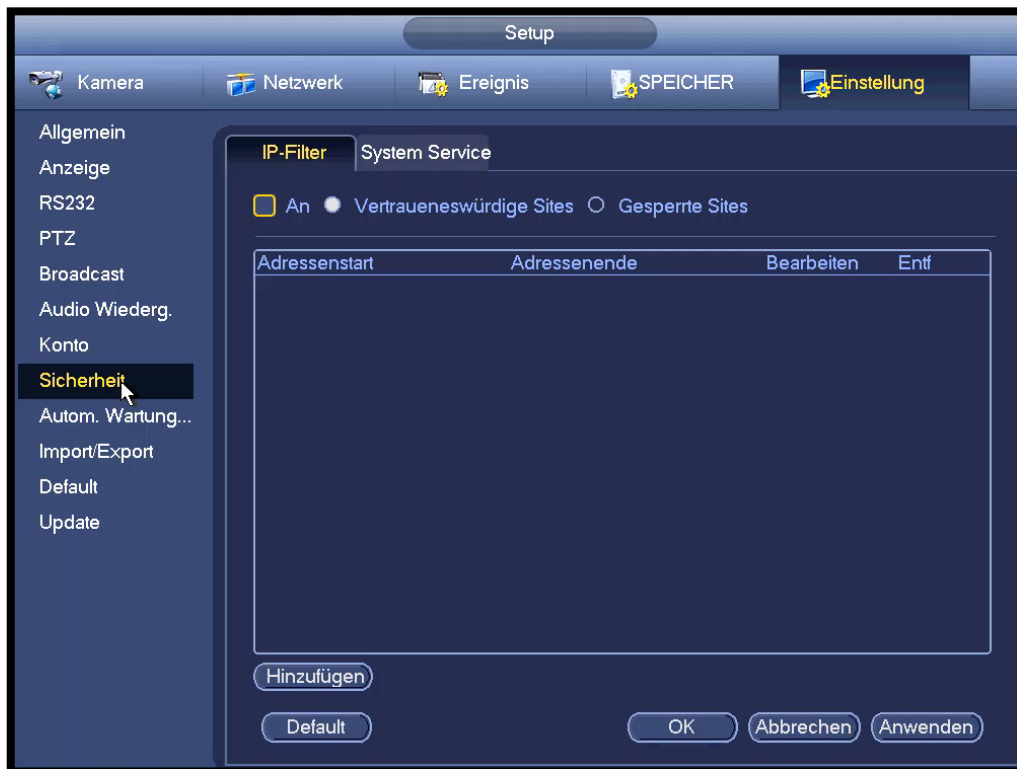 Setup
Kamera
Netzwerk
Ereignis
SPEICHER
Einstellung
Allgemein
Anzeige
RS232
PTZ
Broadcast
Audio Wiederg.
Konto
Sicherheit
Autom. Wartung...
Import/Export
Default
Update
IP-Filter
System Service
An
Vertraueneswürdige Sites
Gesperrte Sites
Adressenstart
Adressenende
Bearbeiten
Entf
Hinzufügen
Default
OK
Abbrechen
Anwenden